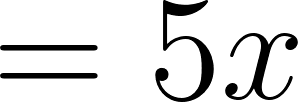 = 5x